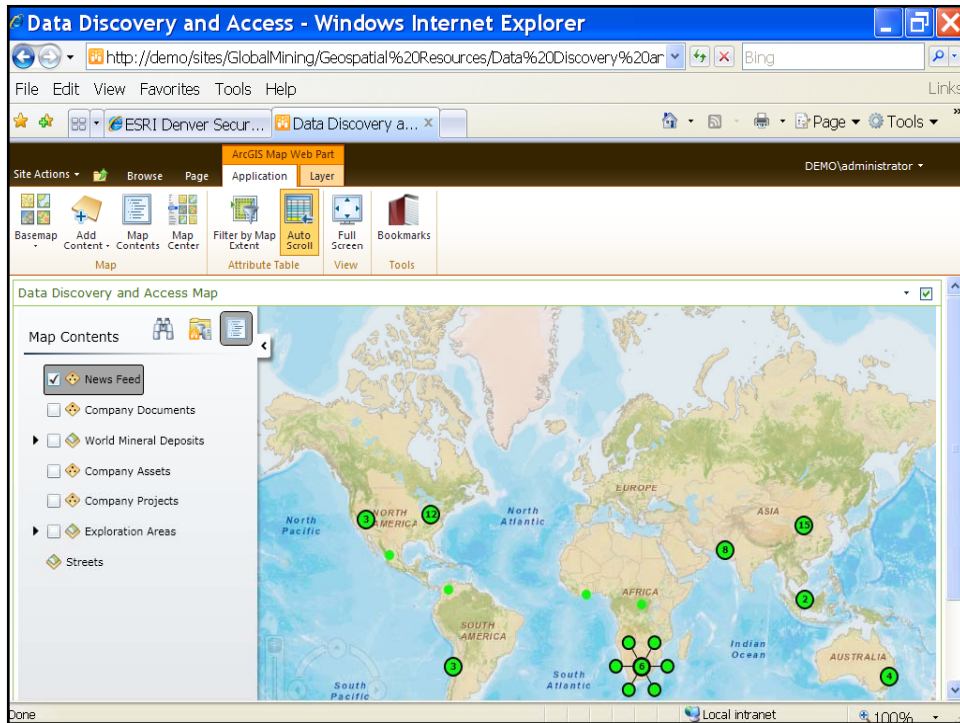 Data Discovery and Access - Windows Internet Explorer
http://demo/sites/GlobalMining/Geospatial%20Resources/Data%20Discovery%20ar
Bing
File Edit View Favorites Tools Help
Links
ESRI Denver Secur...
Data Discovery a...
Page
Tools
»
ArcGIS Map Web Part
Site Actions
Browse
Page
Application
Layer
DEMO\administrator
Basemap
Add Content
Map Contents
Map Center
Filter by Map Extent
Auto Scroll
Full Screen
Bookmarks
Map
Attribute Table
View
Tools
Data Discovery and Access Map
Map Contents
News Feed
Company Documents
World Mineral Deposits
Company Assets
Company Projects
Exploration Areas
Streets
EUROPE
North Pacific
NORTH AMERICA
3
12
North Atlantic
ASIA
15
8
2
AFRICA
SOUTH AMERICA
Indian Ocean
AUSTRALIA
3
6
4
South Pacific
South Atlantic
Done
Local intranet
100%